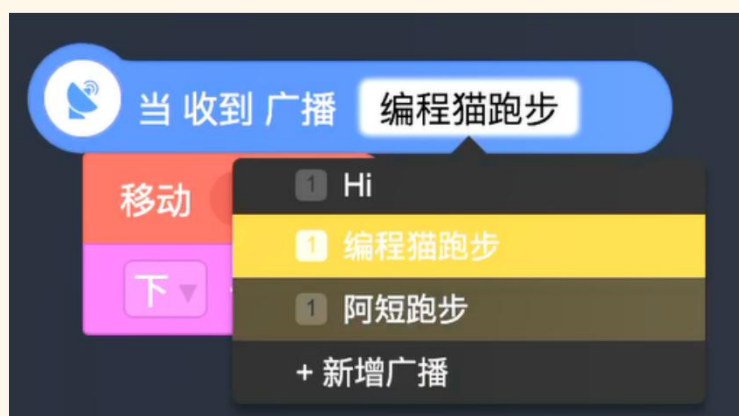 当 收到 广播 编程猫跑步
移动
1 Hi
1 编程猫跑步
下
1 阿短跑步
+ 新增广播